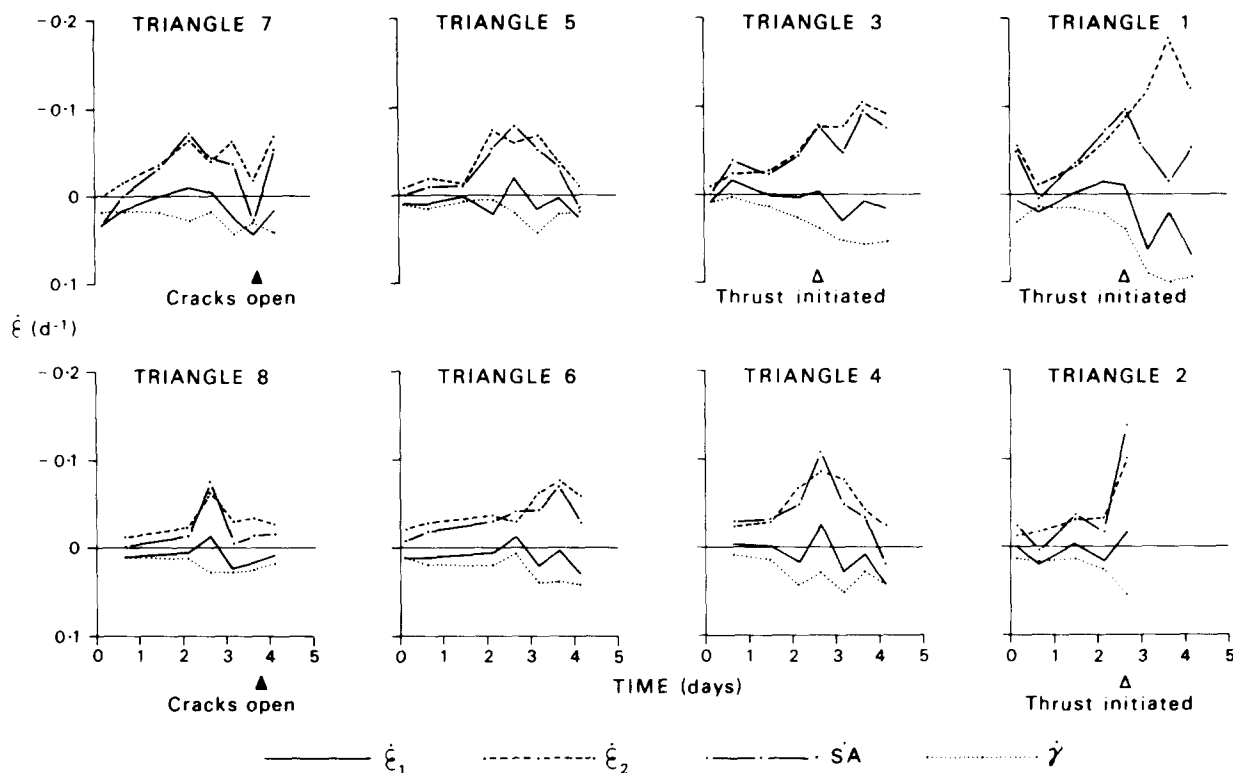 TRIANGLE 7 TRIANGLE 5 TRIANGLE 3 TRIANGLE 1
-0·2
-0·1
0
0·1
Cracks open Thrust initiated Thrust initiated
ε̇ (d⁻¹)
TRIANGLE 8 TRIANGLE 6 TRIANGLE 4 TRIANGLE 2
-0·2
-0·1
0
0·1
0 1 2 3 4 5 0 1 2 3 4 5 0 1 2 3 4 5 0 1 2 3 4 5
TIME (days)
Cracks open Thrust initiated
ε̇₁ ε̇₂ ṠA γ̇